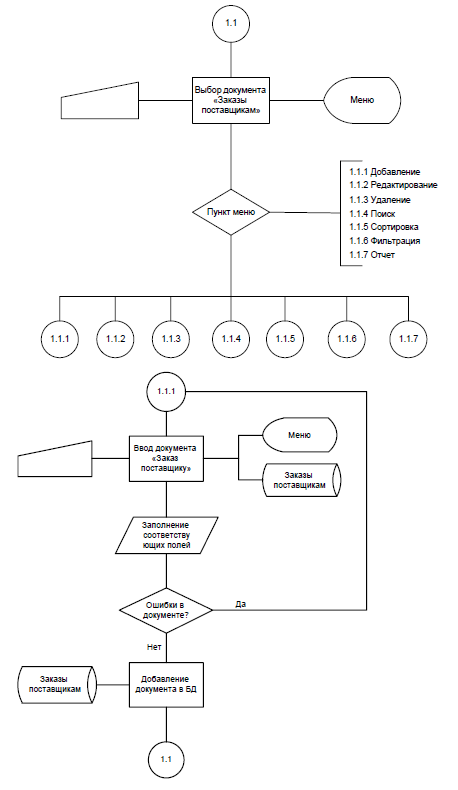 1.1
Выбор документа
«Заказы
поставщикам»
Меню
Пункт меню
1.1.1 Добавление
1.1.2 Редактирование
1.1.3 Удаление
1.1.4 Поиск
1.1.5 Сортировка
1.1.6 Фильтрация
1.1.7 Отчет
1.1.1
1.1.2
1.1.3
1.1.4
1.1.5
1.1.6
1.1.7
1.1.1
Ввод документа
«Заказ
поставщику»
Меню
Заказы
поставщикам
Заполнение
соответству
ющих полей
Ошибки в
документе?
Да
Нет
Заказы
поставщикам
Добавление
документа в БД
1.1